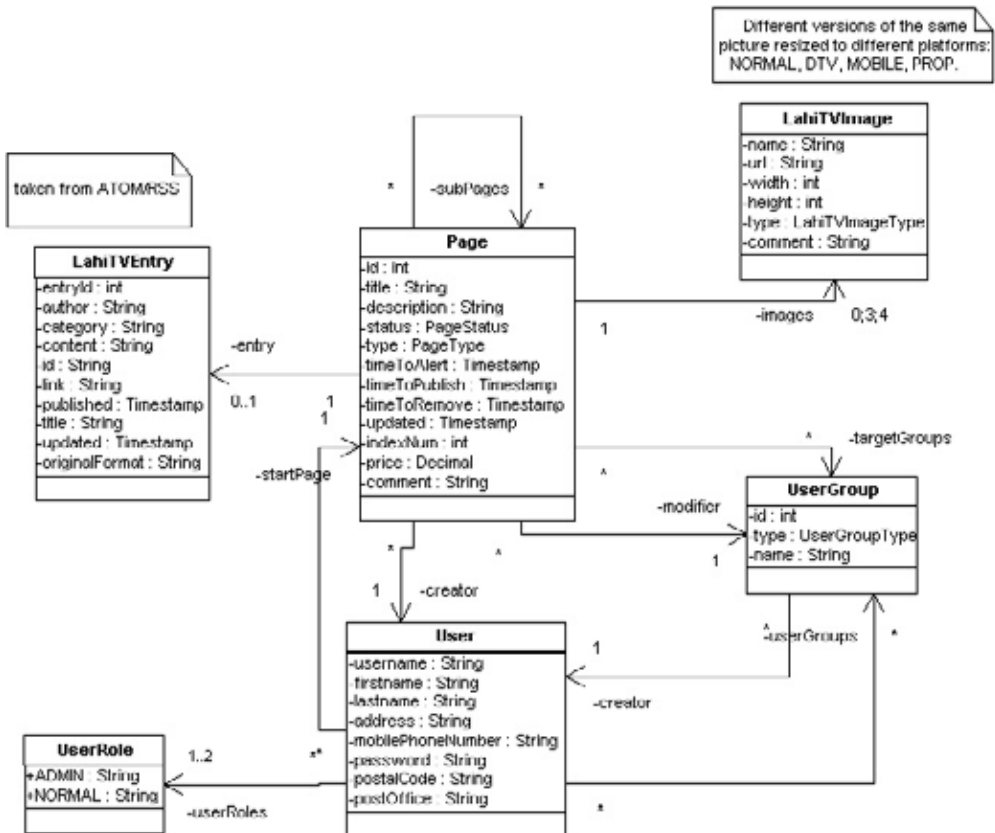 Different versions of the same
picture resized to different platforms:
NORMAL, DTV, MOBILE, PROP.
LahiTVImage
-name : String
-url : String
-width : int
-height : int
-type : LahiTVImageType
-comment : String
taken from ATOM/RSS
* -subPages *
Page
-id : int
-title : String
-description : String
-status : PageStatus
-type : PageType
-timeToAlert : Timestamp
-timeToPublish : Timestamp
-timeToRemove : Timestamp
-updated : Timestamp
-indexNum : int
-price : Decimal
-comment : String
LahiTVEntry
-entryId : int
-author : String
-category : String
-content : String
-id : String
-link : String
-published : Timestamp
-title : String
-updated : Timestamp
-originalFormat : String
1 -images 0;3;4
-entry
0..1 1
1
-startPage
* -targetGroups
*
-modifier
* 1
UserGroup
-id : int
-type : UserGroupType
-name : String
*
1 -creator
User
-username : String
-firstname : String
-lastname : String
-address : String
-mobilePhoneNumber : String
-password : String
-postalCode : String
-postOffice : String
* *
1 -userGroups
-creator
*
UserRole
+ADMIN : String
+NORMAL : String
1..2 **
-userRoles